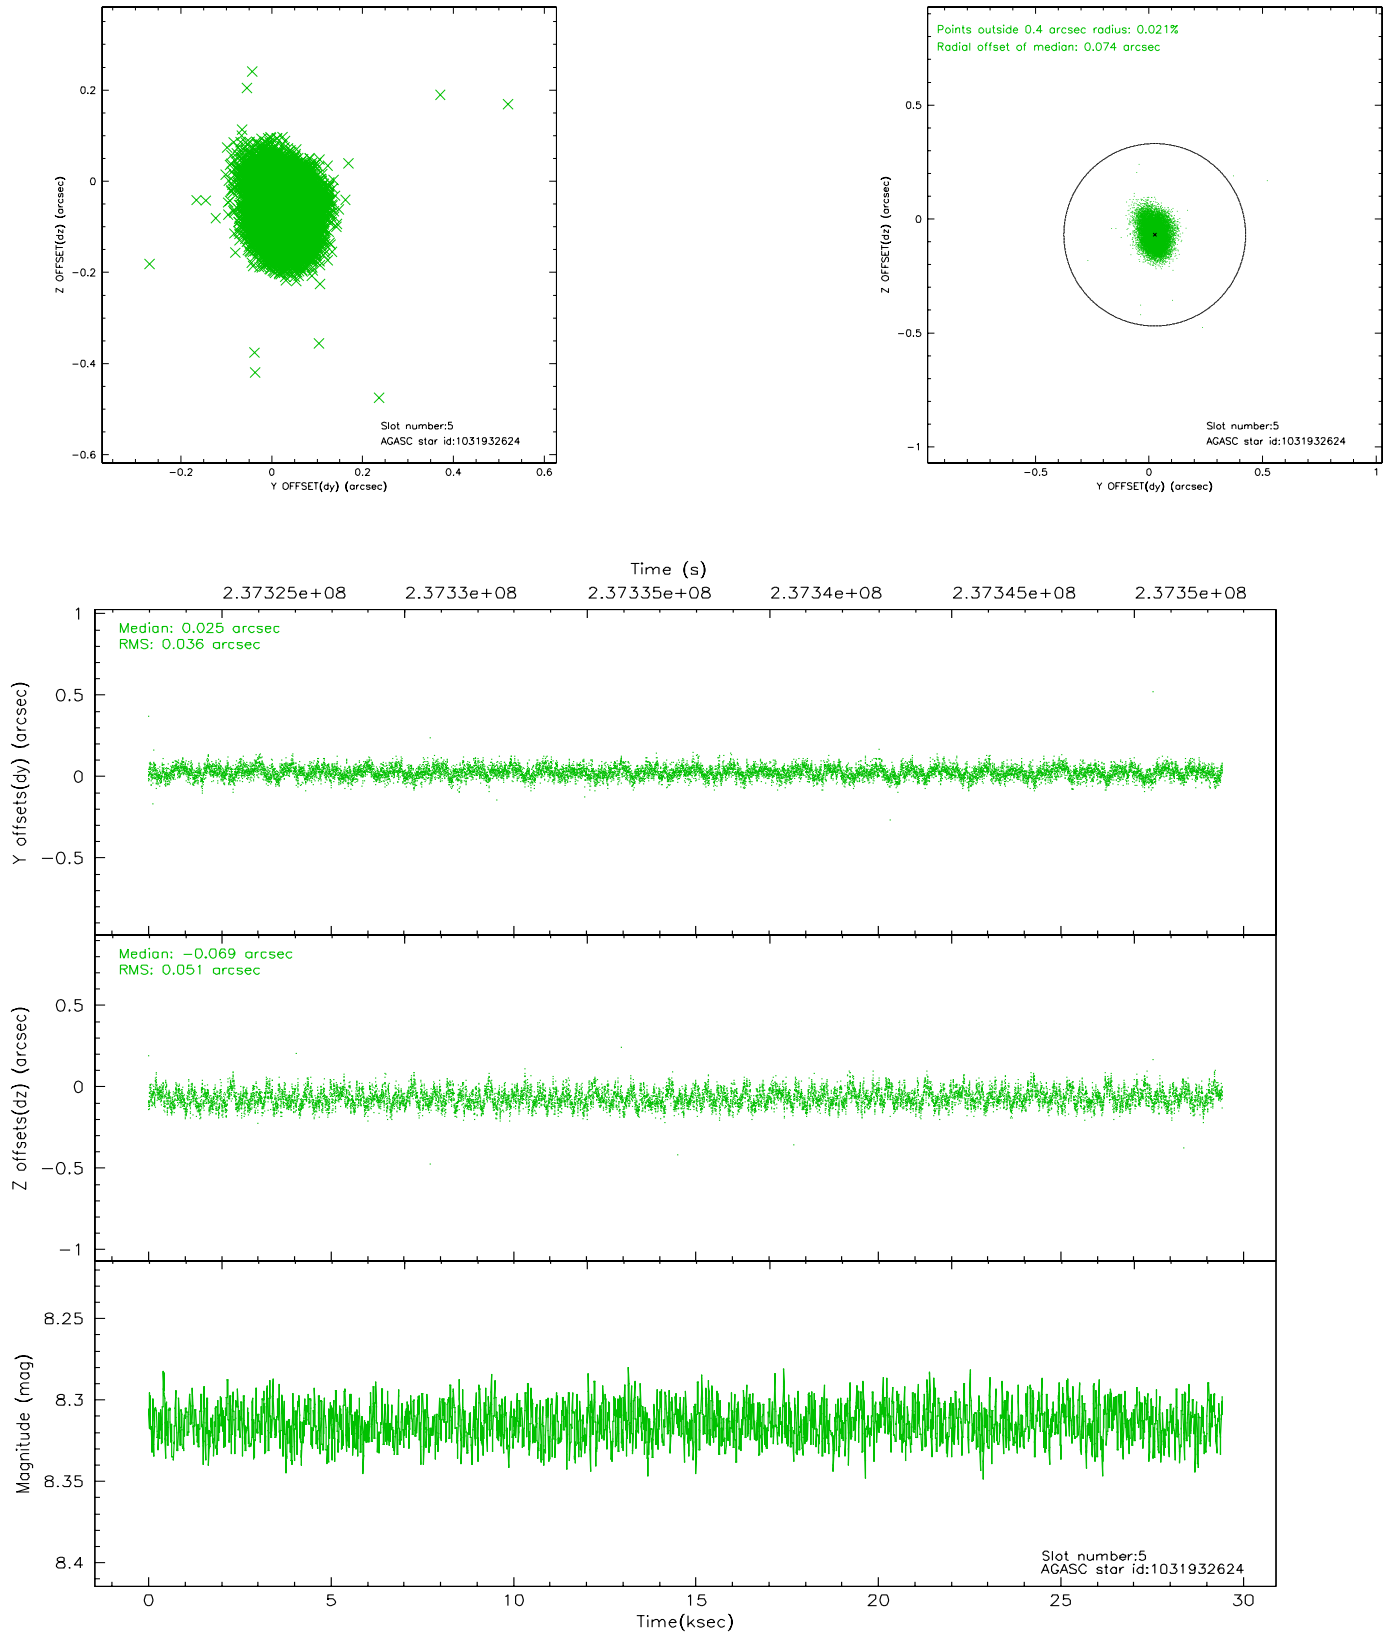 0.2
0
−0.2
−0.4
−0.6
Z OFFSET(dz) (arcsec)
Slot number:5
AGASC star id:1031932624
−0.2 0 0.2 0.4 0.6
Y OFFSET(dy) (arcsec)
Points outside 0.4 arcsec radius: 0.021%
Radial offset of median: 0.074 arcsec
0.5
0
−0.5
−1
Z OFFSET(dz) (arcsec)
Slot number:5
AGASC star id:1031932624
−0.5 0 0.5 1
Y OFFSET(dy) (arcsec)
Time (s)
2.37325e+08 2.3733e+08 2.37335e+08 2.3734e+08 2.37345e+08 2.3735e+08
Median: 0.025 arcsec
RMS: 0.036 arcsec
1
0.5
0
−0.5
Y offsets(dy) (arcsec)
Median: −0.069 arcsec
RMS: 0.051 arcsec
0.5
0
−0.5
−1
Z offsets(dz) (arcsec)
8.25
8.3
8.35
8.4
Magnitude (mag)
Slot number:5
AGASC star id:1031932624
0 5 10 15 20 25 30
Time(ksec)